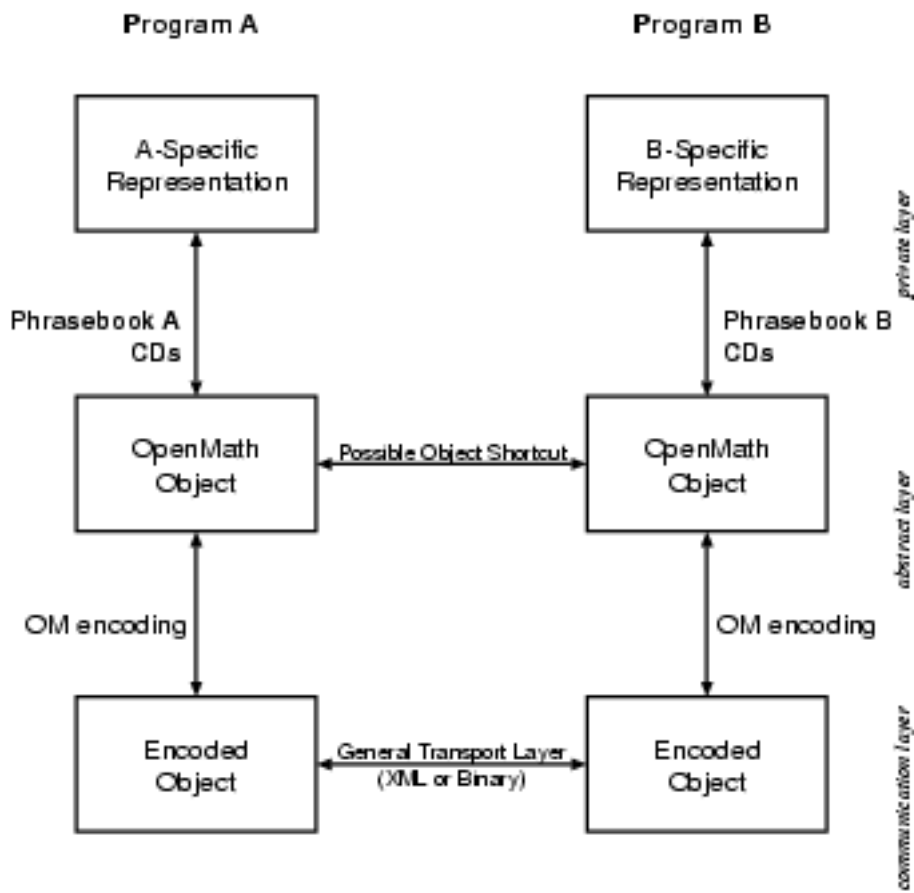 Program A
Program B
A-Specific
Representation
B-Specific
Representation
private layer
Phrasebook A
CDs
Phrasebook B
CDs
OpenMath
Object
Possible Object Shortcut
OpenMath
Object
abstract layer
OM encoding
OM encoding
Encoded
Object
General Transport Layer
(XML or Binary)
Encoded
Object
communication layer